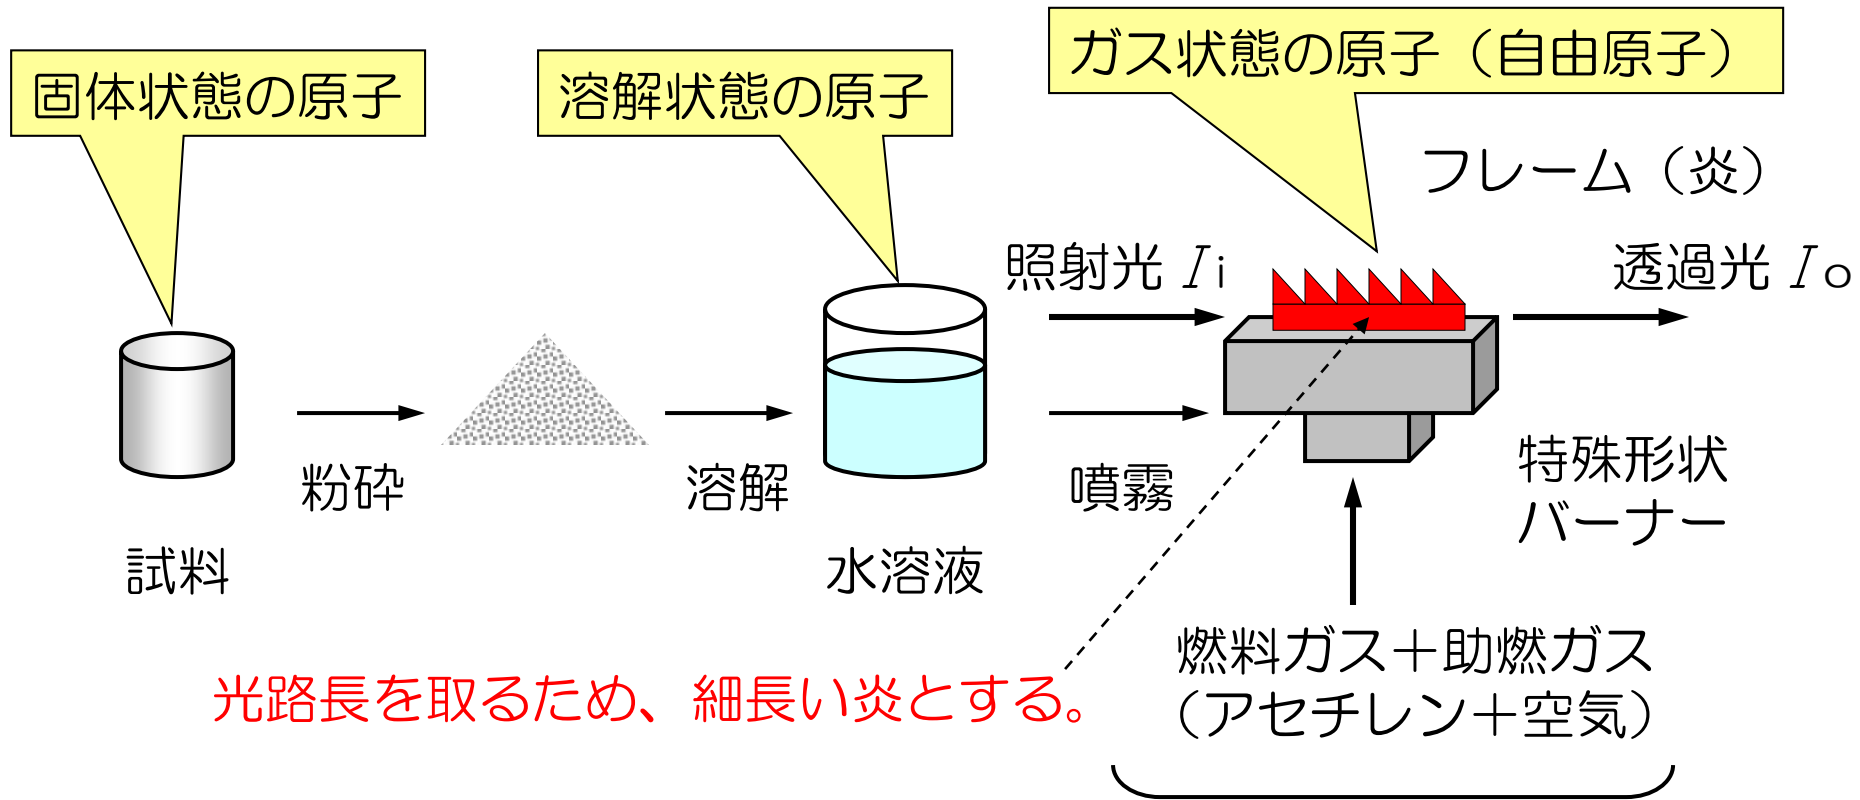 固体状態の原子
溶解状態の原子
ガス状態の原子（自由原子）
フレーム（炎）
照射光 Ii
透過光 Io
粉砕
溶解
噴霧
特殊形状
バーナー
試料
水溶液
光路長を取るため、細長い炎とする。
燃料ガス＋助燃ガス
（アセチレン＋空気）